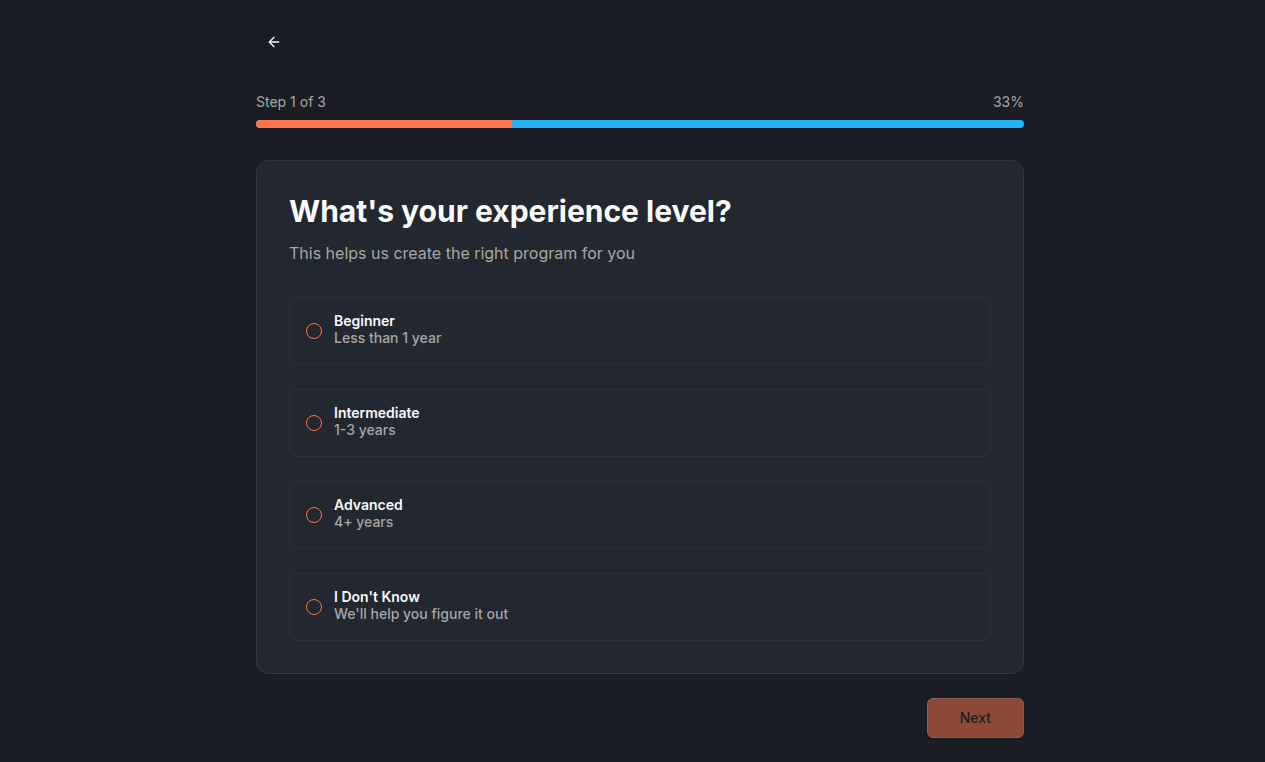 Step 1 of 3
33%
What's your experience level?
This helps us create the right program for you
Beginner
Less than 1 year
Intermediate
1-3 years
Advanced
4+ years
I Don't Know
We'll help you figure it out
Next